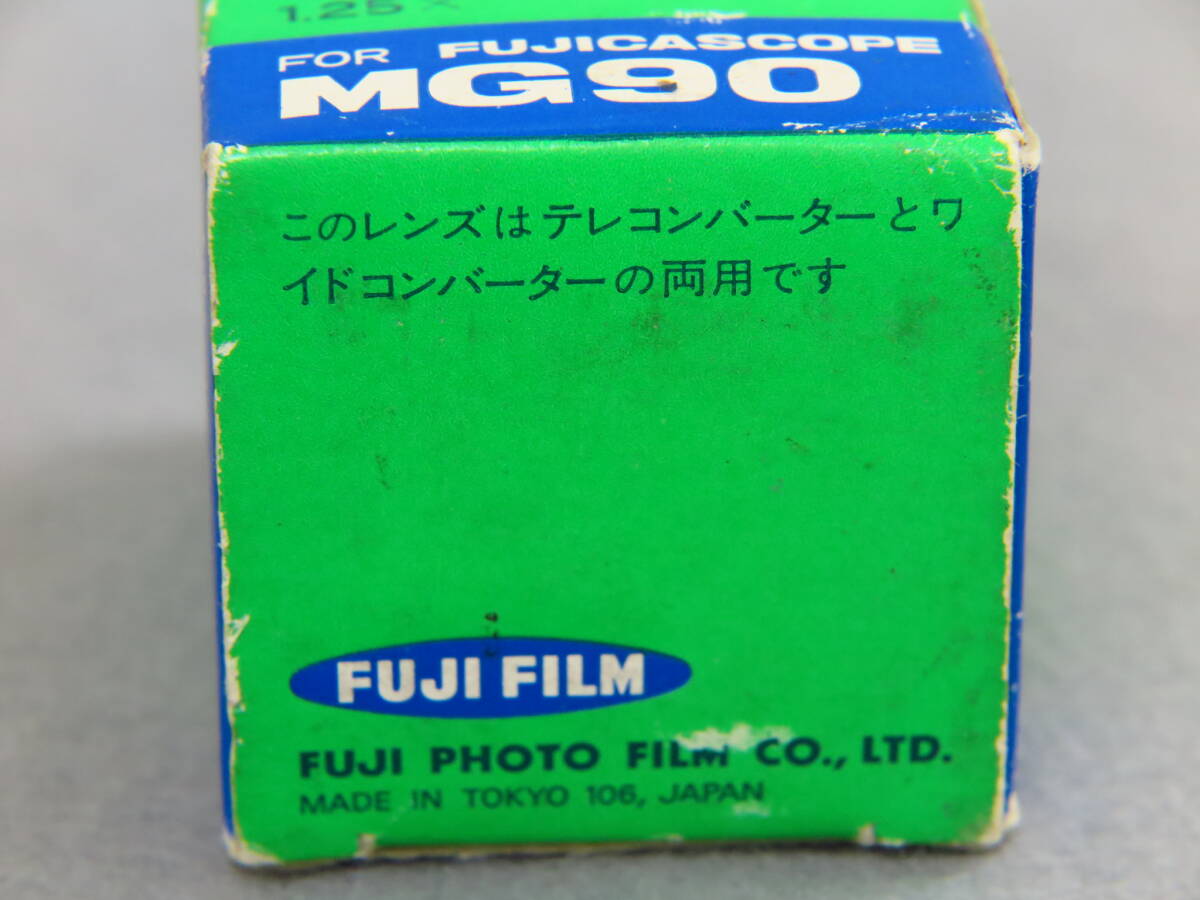 1.25×
FOR FUJICASCOPE
MG90
このレンズはテレコンバーターとワ
イドコンバーターの両用です
FUJI FILM
FUJI PHOTO FILM CO., LTD.
MADE IN TOKYO 106, JAPAN